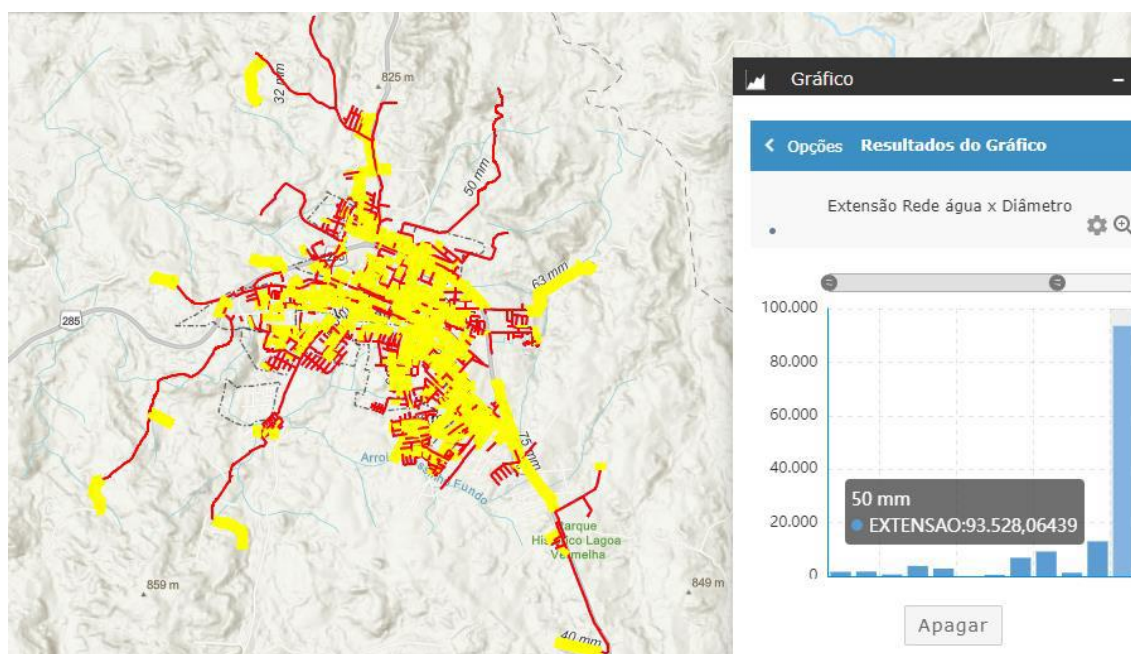 825 m
32 mm
50 mm
63 mm
285
75 mm
Arroi
Fundo
Parque
Histórico Lagoa
Vermelha
859 m
849 m
40 mm
Gráfico
Opções Resultados do Gráfico
Extensão Rede água x Diâmetro
100.000
80.000
60.000
40.000
20.000
0
50 mm
EXTENSAO:93.528,06439
Apagar